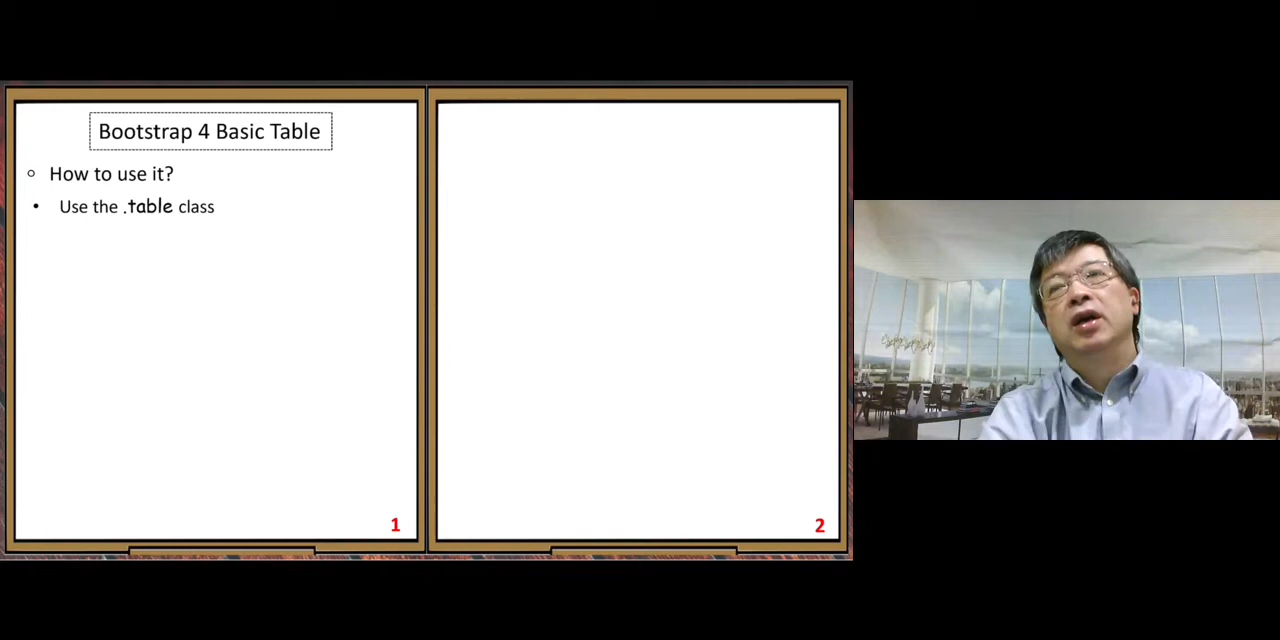 Bootstrap 4 Basic Table
How to use it?
Use the .table class
1
2